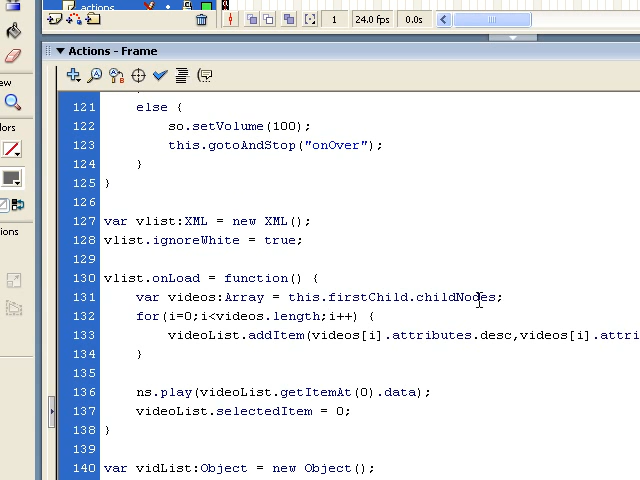 actions
1 24.0 fps 0.0s
Actions - Frame
ew
lors
ions
121 else {
122 so.setVolume(100);
123 this.gotoAndStop("onOver");
124 }
125 }
126
127 var vlist:XML = new XML();
128 vlist.ignoreWhite = true;
129
130 vlist.onLoad = function() {
131 var videos:Array = this.firstChild.childNodes;
132 for(i=0;i<videos.length;i++) {
133 videoList.addItem(videos[i].attributes.desc,videos[i].attri
134 }
135
136 ns.play(videoList.getItemAt(0).data);
137 videoList.selectedItem = 0;
138 }
139
140 var vidList:Object = new Object();